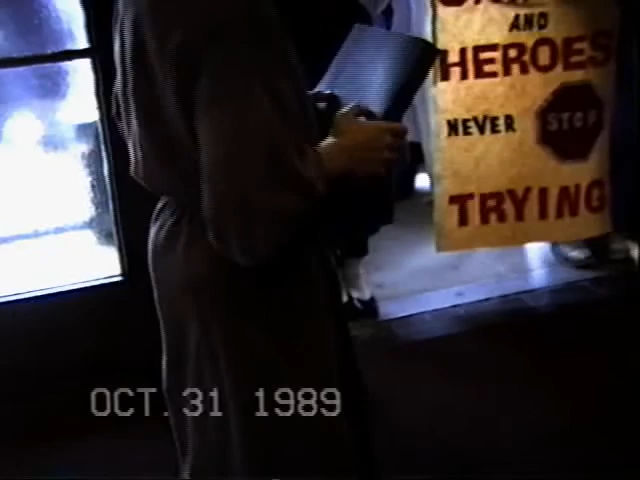 AND
HEROES
NEVER STOP
TRYING
OCT. 31 1989